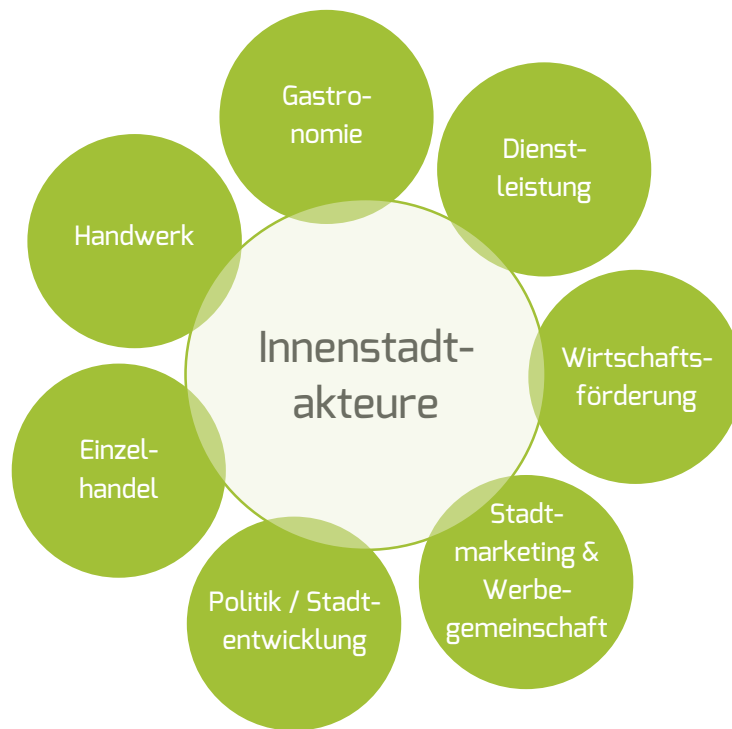 Gastro-
nomie
Dienst-
leistung
Handwerk
Innenstadt-
akteure
Wirtschafts-
förderung
Einzel-
handel
Stadt-
marketing &
Werbe-
gemeinschaft
Politik / Stadt-
entwicklung